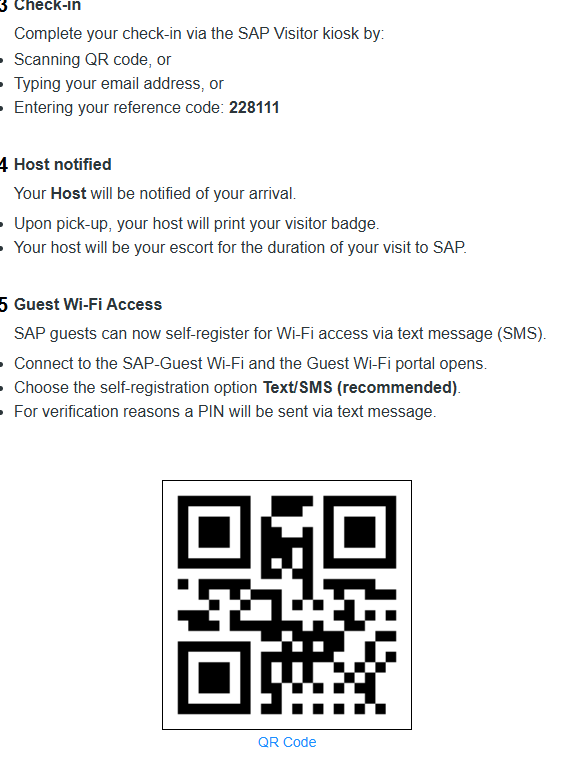 3 Check-in
Complete your check-in via the SAP Visitor kiosk by:
• Scanning QR code, or
• Typing your email address, or
• Entering your reference code: 228111
4 Host notified
Your Host will be notified of your arrival.
• Upon pick-up, your host will print your visitor badge.
• Your host will be your escort for the duration of your visit to SAP.
5 Guest Wi-Fi Access
SAP guests can now self-register for Wi-Fi access via text message (SMS).
• Connect to the SAP-Guest Wi-Fi and the Guest Wi-Fi portal opens.
• Choose the self-registration option Text/SMS (recommended).
• For verification reasons a PIN will be sent via text message.
QR Code